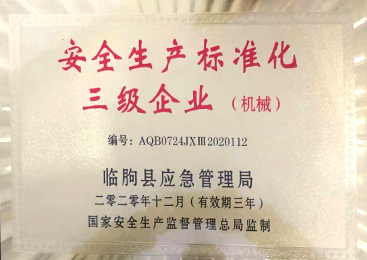 安全生产标准化
三级企业（机械）
编号：AQB0724JXⅢ2020112
临朐县应急管理局
二零二零年十二月（有效期三年）
国家安全生产监督管理总局监制